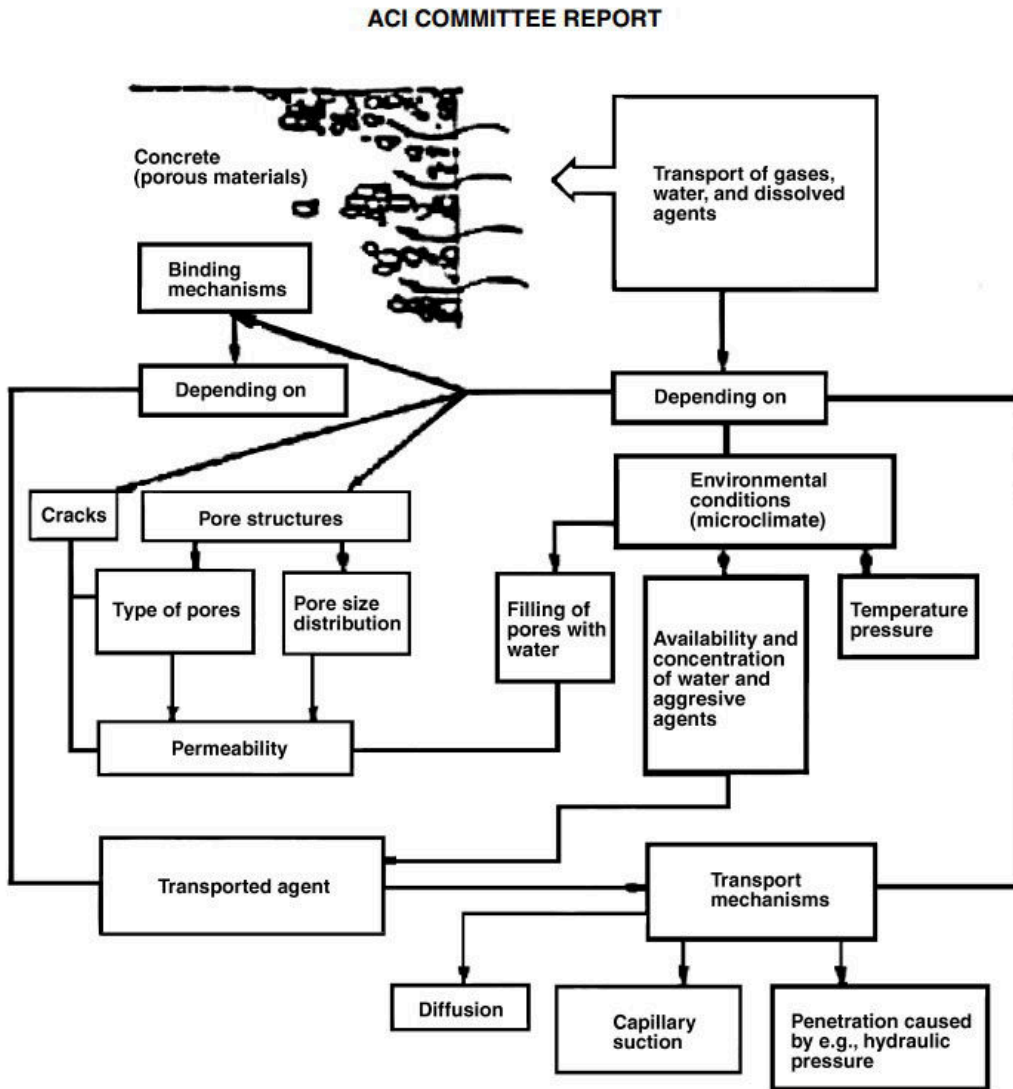 ACI COMMITTEE REPORT
Concrete
(porous materials)
Transport of gases,
water, and dissolved
agents
Binding
mechanisms
Depending on
Depending on
Environmental
conditions
(microclimate)
Cracks
Pore structures
Type of pores
Pore size
distribution
Filling of
pores with
water
Availability and
concentration
of water and
aggresive
agents
Temperature
pressure
Permeability
Transported agent
Transport
mechanisms
Diffusion
Capillary
suction
Penetration caused
by e.g., hydraulic
pressure